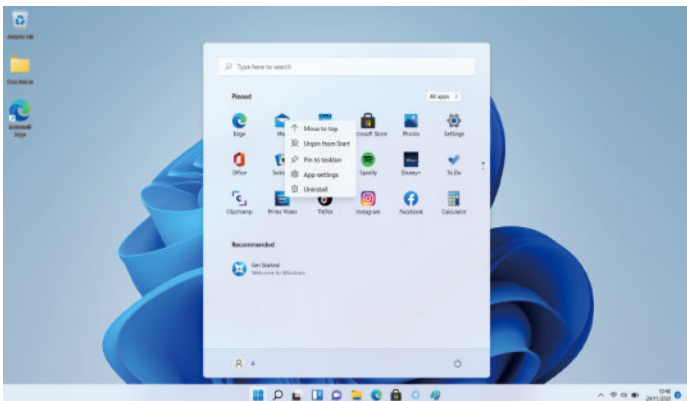 Type here to search
Pinned
All apps >
Move to top
Unpin from Start
Pin to taskbar
App settings
Uninstall
Edge
Microsoft Store
Photos
Settings
Office
Spotify
Disney+
To Do
Clipchamp
Prime Video
TikTok
Instagram
Facebook
Calculator
Recommended
Get Started
Welcome to Windows